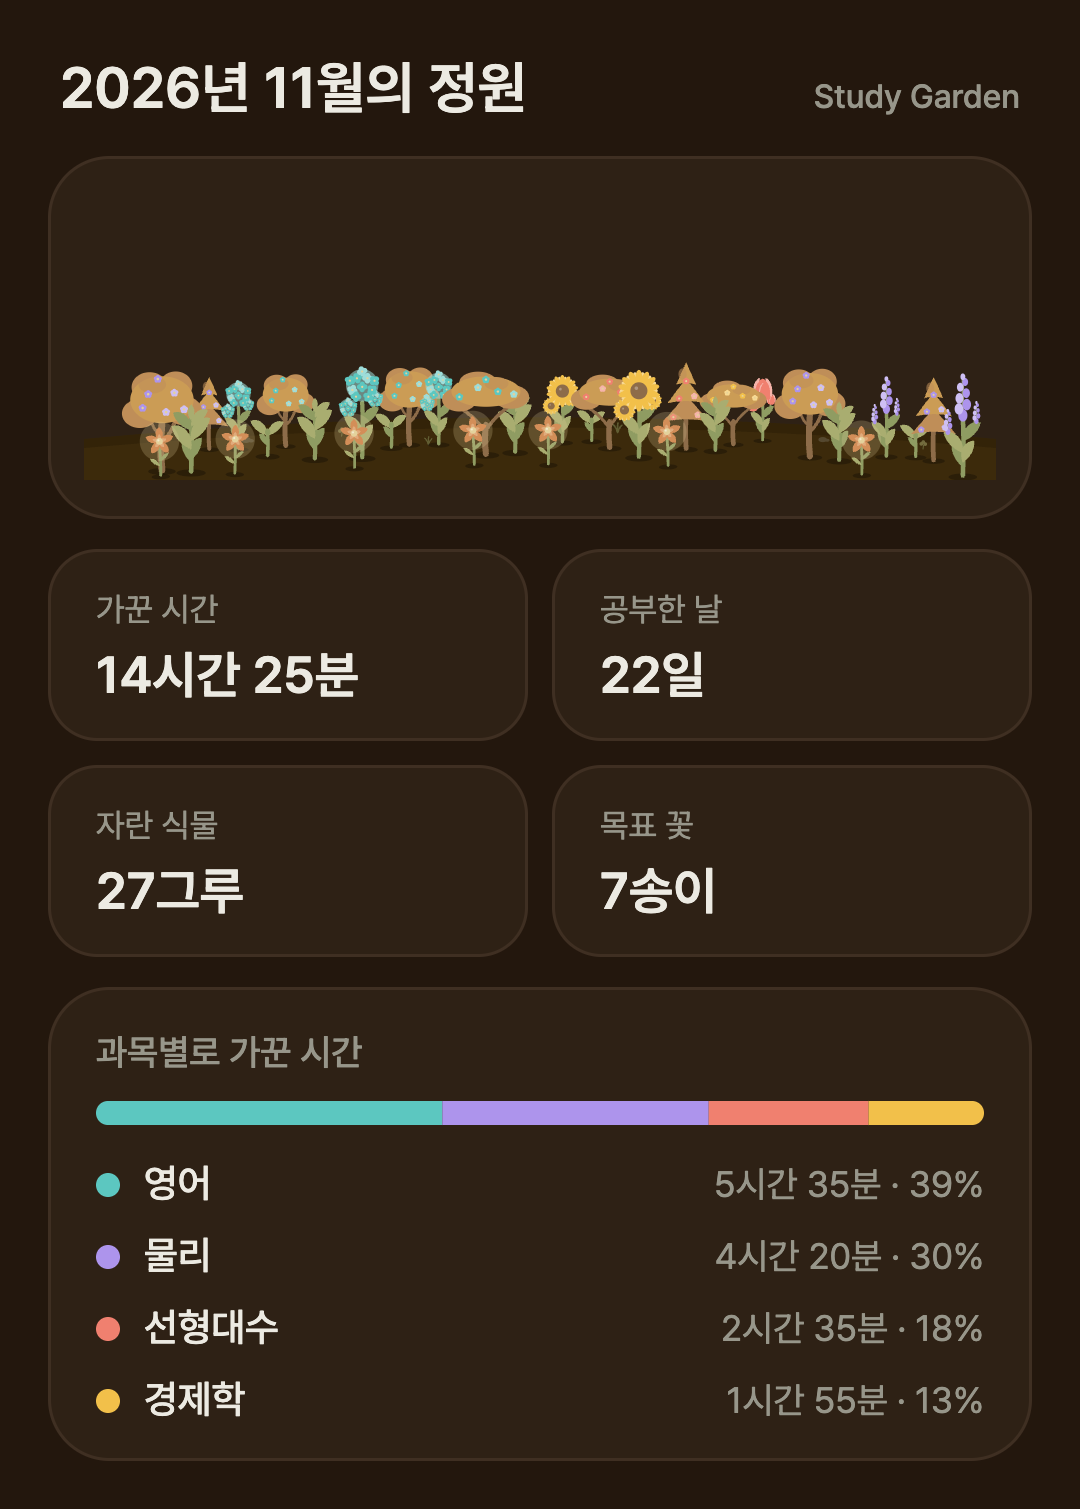 2026년 11월의 정원
Study Garden
가꾼 시간
14시간 25분
공부한 날
22일
자란 식물
27그루
목표 꽃
7송이
과목별로 가꾼 시간
영어 5시간 35분 · 39%
물리 4시간 20분 · 30%
선형대수 2시간 35분 · 18%
경제학 1시간 55분 · 13%